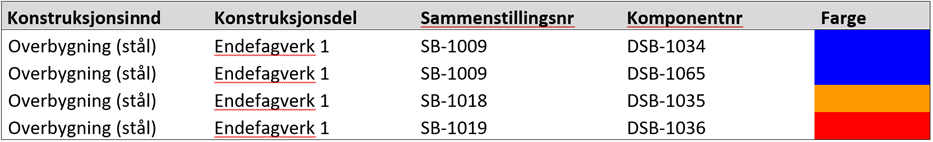 Konstruksjonsinnd Konstruksjonsdel Sammenstillingsnr Komponentnr Farge
Overbygning (stål) Endefagverk 1 SB-1009 DSB-1034
Overbygning (stål) Endefagverk 1 SB-1009 DSB-1065
Overbygning (stål) Endefagverk 1 SB-1018 DSB-1035
Overbygning (stål) Endefagverk 1 SB-1019 DSB-1036